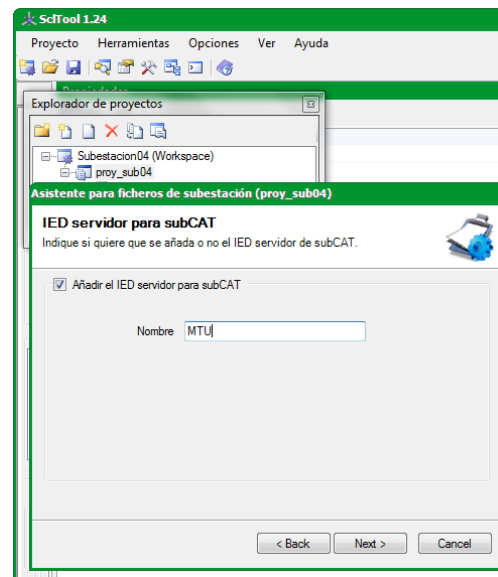 SclTool 1.24
Proyecto Herramientas Opciones Ver Ayuda
Propiedades
Explorador de proyectos
Subestacion04 (Workspace)
proy_sub04
Asistente para ficheros de subestación (proy_sub04)
IED servidor para subCAT
Indique si quiere que se añada o no el IED servidor de subCAT.
Añadir el IED servidor para subCAT
Nombre MTU
< Back Next > Cancel